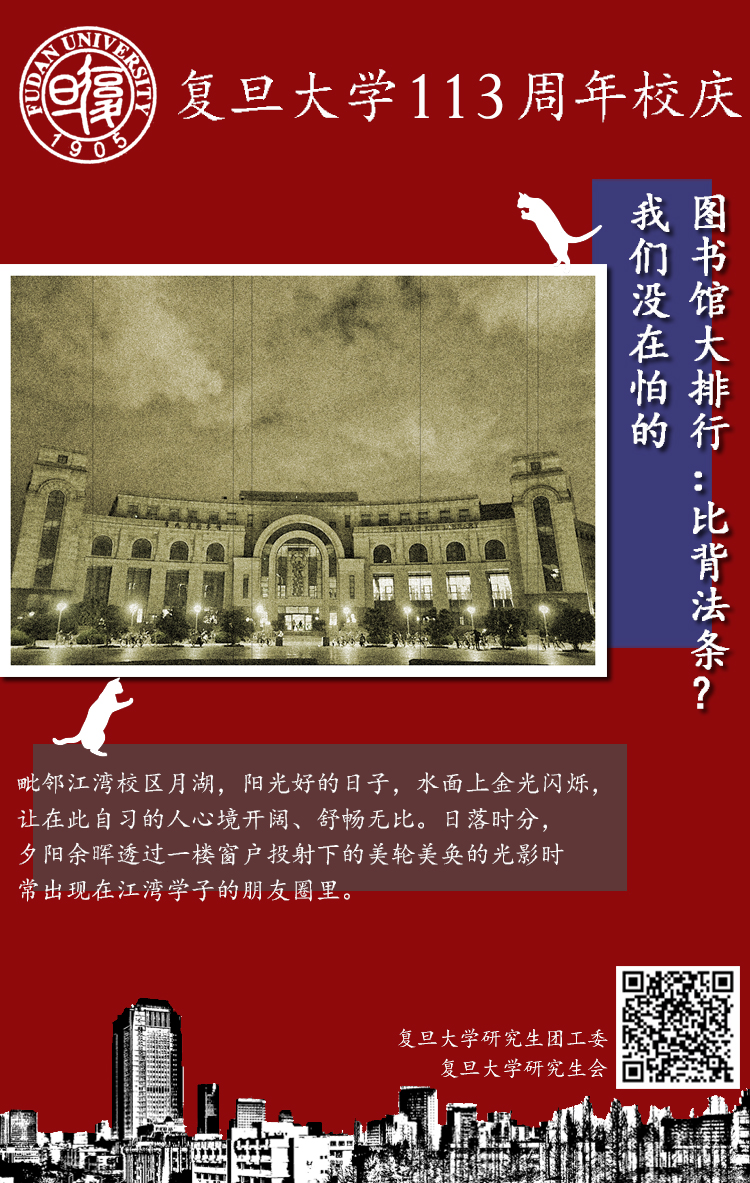 FUDAN UNIVERSITY
1905
复旦大学113周年校庆
图书馆大排行：比背法条？
我们没在怕的
毗邻江湾校区月湖，阳光好的日子，水面上金光闪烁，
让在此自习的人心境开阔、舒畅无比。日落时分，
夕阳余晖透过一楼窗户投射下的美轮美奂的光影时
常出现在江湾学子的朋友圈里。
复旦大学研究生团工委
复旦大学研究生会